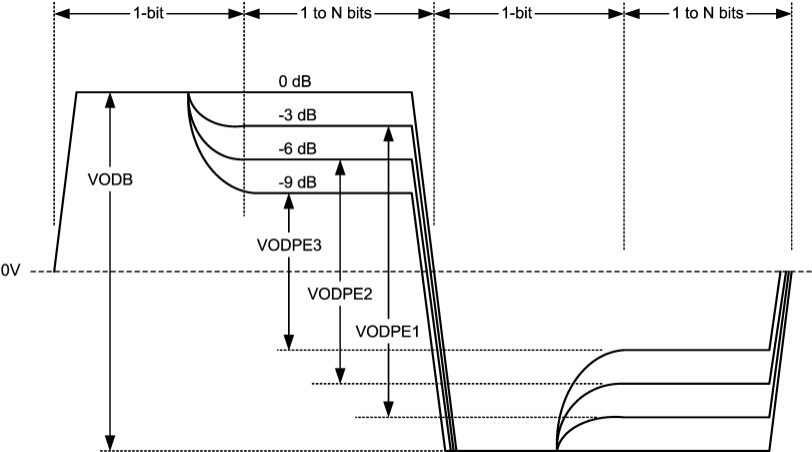 1-bit
1 to N bits
1-bit
1 to N bits
0 dB
-3 dB
-6 dB
-9 dB
VODB
VODPE3
0V
VODPE2
VODPE1